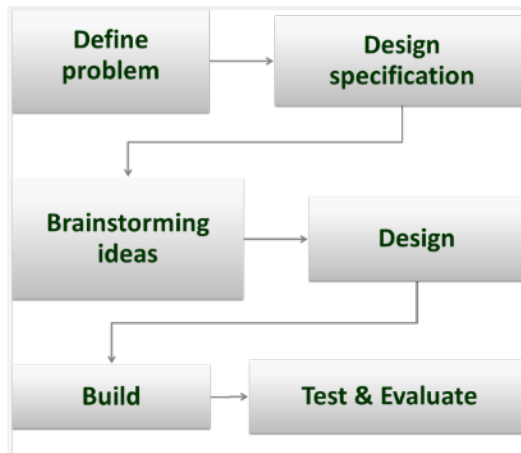 Define
problem
Design
specification
Brainstorming
ideas
Design
Build
Test & Evaluate